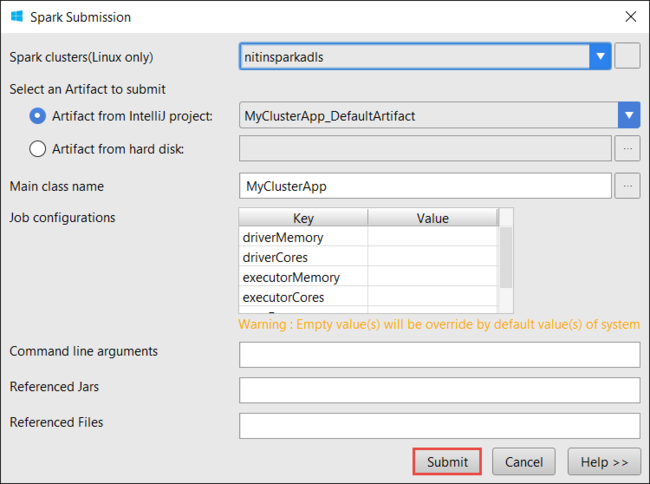 Spark Submission
Spark clusters(Linux only) nitinsparkadls
Select an Artifact to submit
Artifact from IntelliJ project: MyClusterApp_DefaultArtifact
Artifact from hard disk: ...
Main class name MyClusterApp ...
Job configurations Key Value
driverMemory
driverCores
executorMemory
executorCores
Warning : Empty value(s) will be override by default value(s) of system
Command line arguments
Referenced Jars
Referenced Files
Submit Cancel Help >>